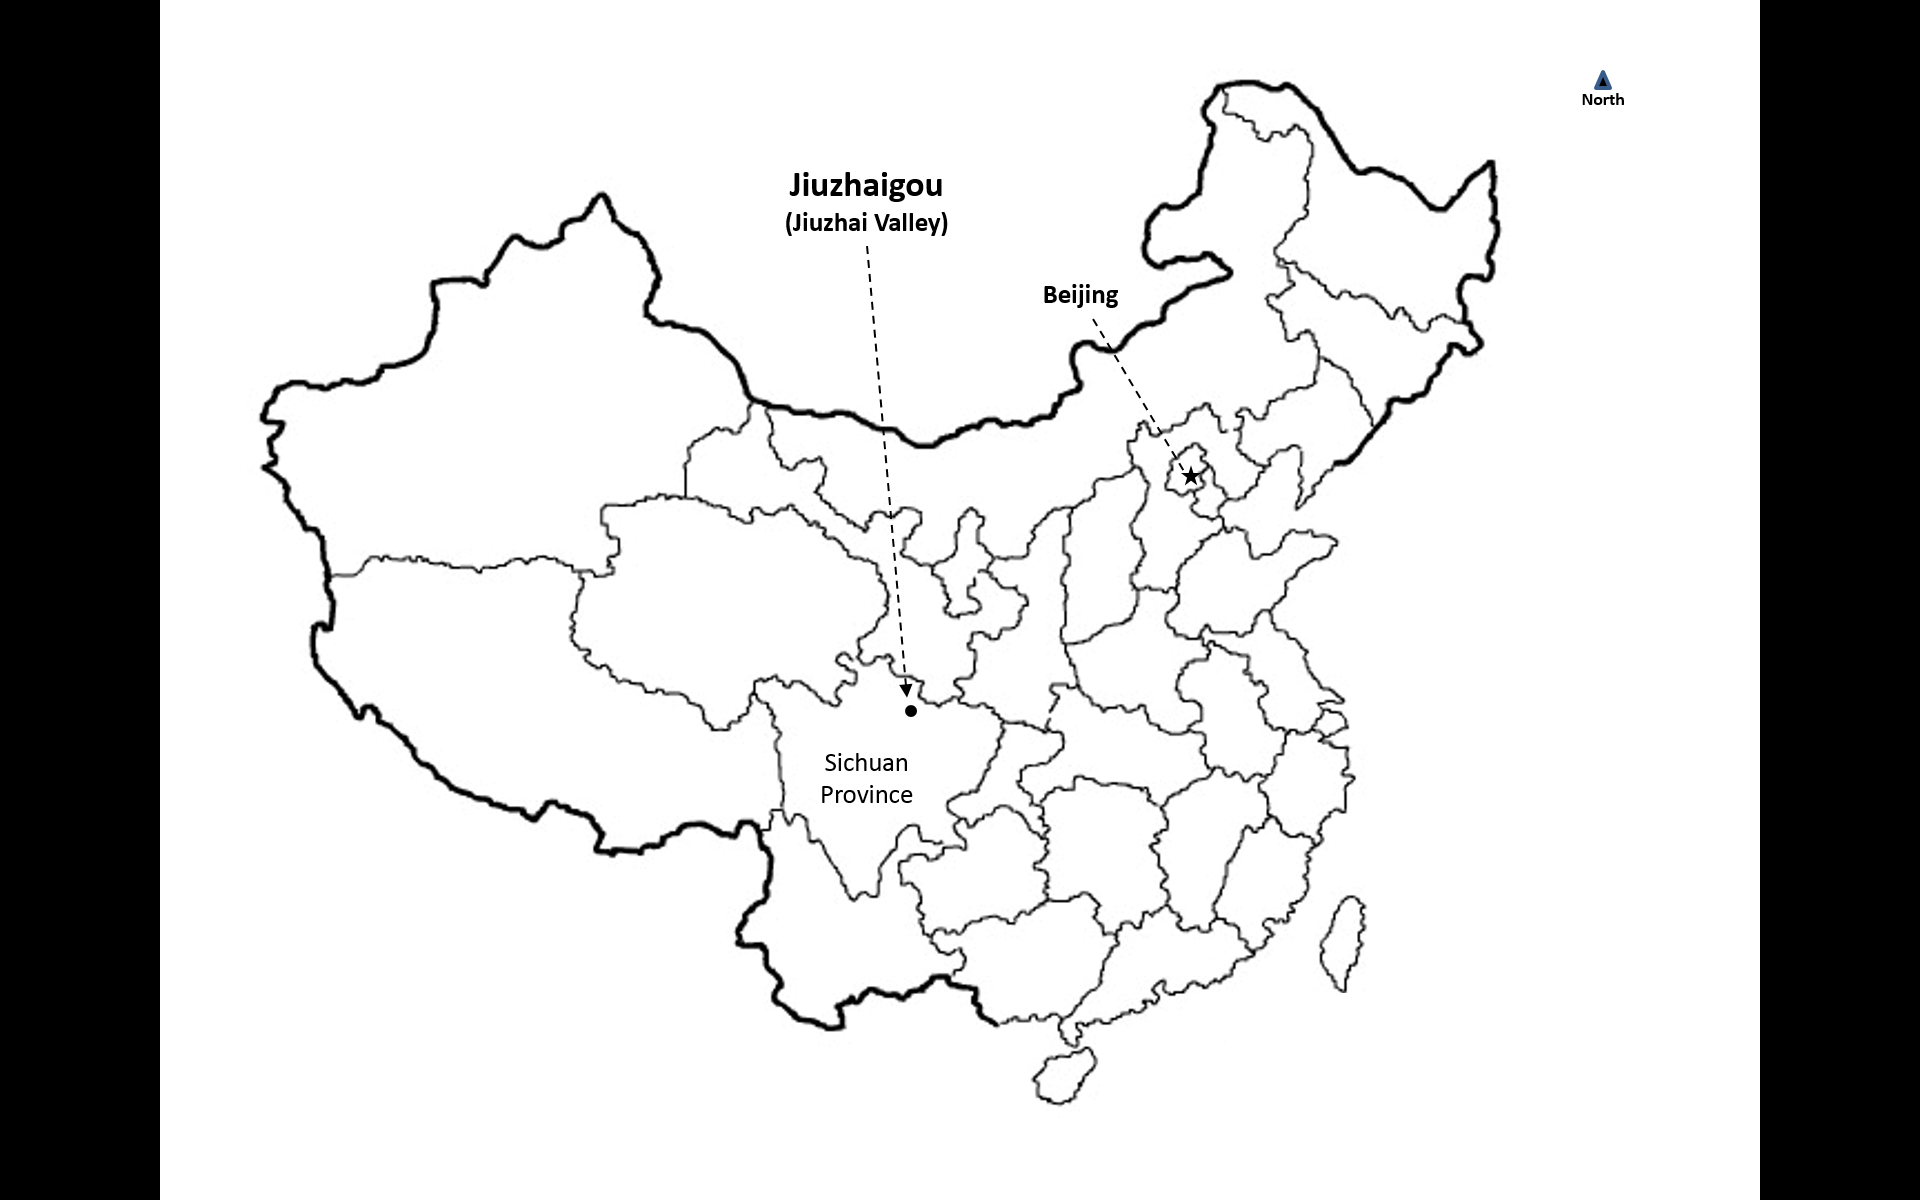 North
Jiuzhaigou
(Jiuzhai Valley)
Beijing
Sichuan
Province